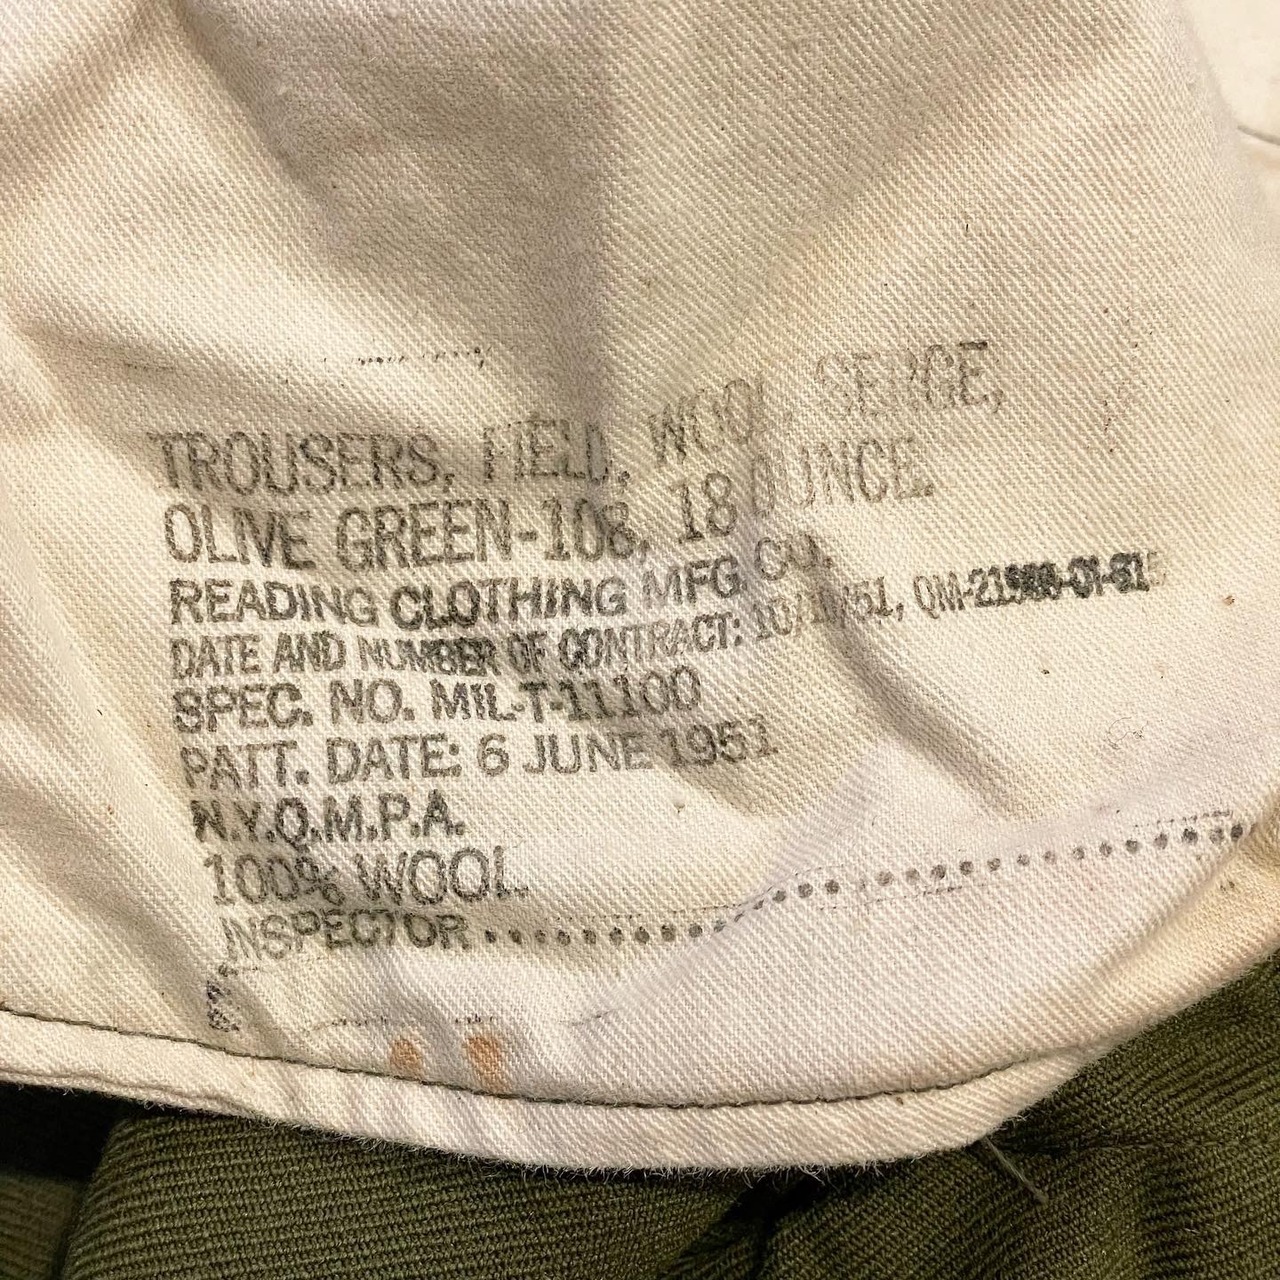 TROUSERS, FIELD, WOOL, SERGE,
OLIVE GREEN-108, 18 OUNCE.
READING CLOTHING MFG CO.
DATE AND NUMBER OF CONTRACT:
SPEC. NO. MIL-T-11100
PATT. DATE: 6 JUNE 1951
N.Y.Q.M.P.A.
100% WOOL
INSPECTOR